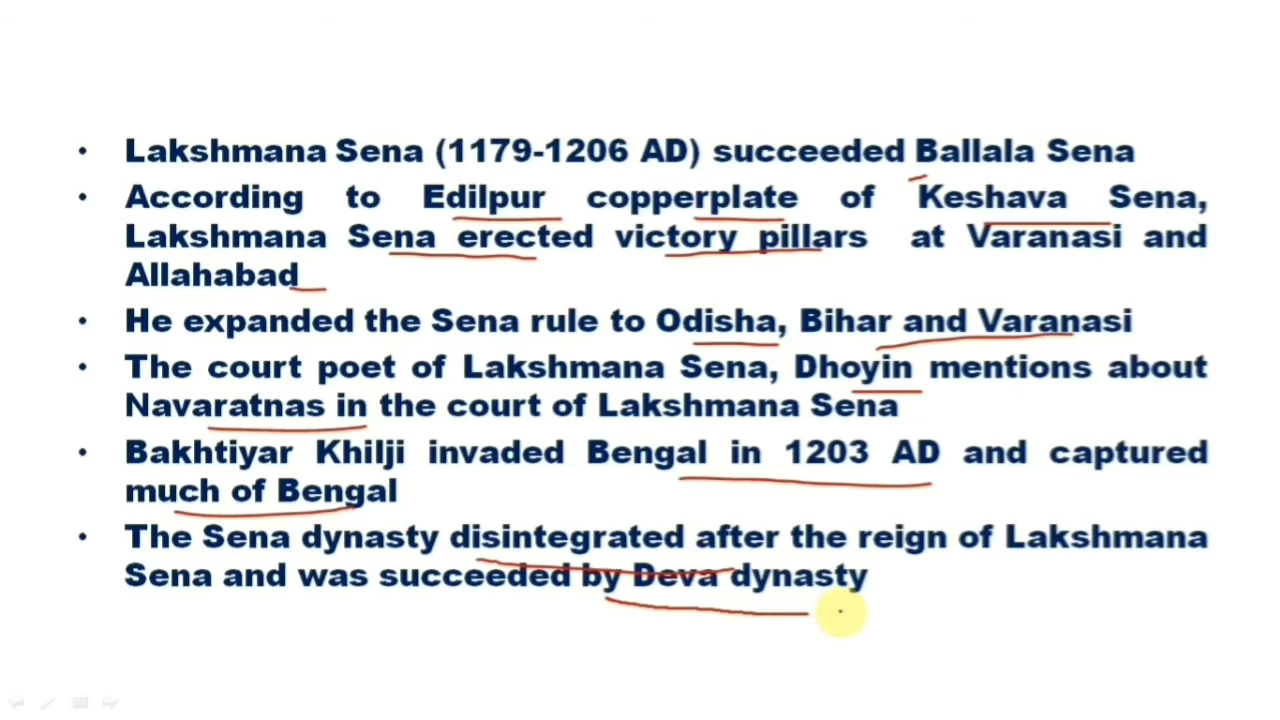 • Lakshmana Sena (1179-1206 AD) succeeded Ballala Sena
• According to Edilpur copperplate of Keshava Sena,
Lakshmana Sena erected victory pillars at Varanasi and
Allahabad
• He expanded the Sena rule to Odisha, Bihar and Varanasi
• The court poet of Lakshmana Sena, Dhoyin mentions about
Navaratnas in the court of Lakshmana Sena
• Bakhtiyar Khilji invaded Bengal in 1203 AD and captured
much of Bengal
• The Sena dynasty disintegrated after the reign of Lakshmana
Sena and was succeeded by Deva dynasty